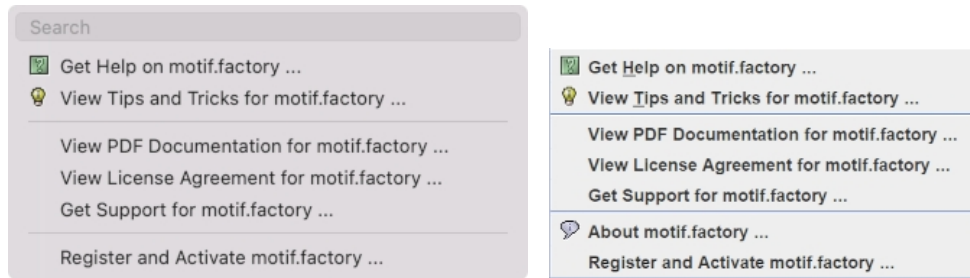 Search
Get Help on motif.factory ...
View Tips and Tricks for motif.factory ...
View PDF Documentation for motif.factory ...
View License Agreement for motif.factory ...
Get Support for motif.factory ...
Register and Activate motif.factory ...
Get Help on motif.factory ...
View Tips and Tricks for motif.factory ...
View PDF Documentation for motif.factory ...
View License Agreement for motif.factory ...
Get Support for motif.factory ...
About motif.factory ...
Register and Activate motif.factory ...